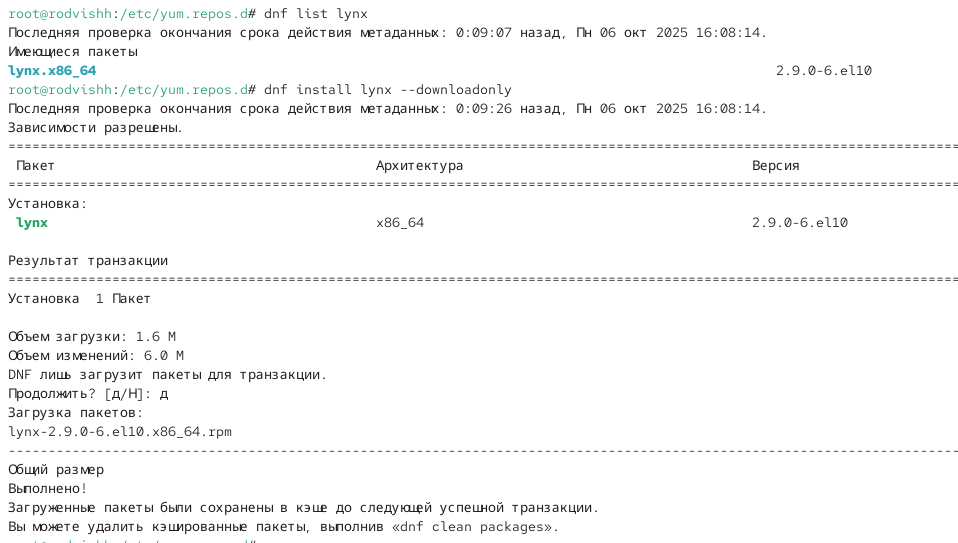 root@rodvishh:/etc/yum.repos.d# dnf list lynx
Последняя проверка окончания срока действия метаданных: 0:09:07 назад, Пн 06 окт 2025 16:08:14.
Имеющиеся пакеты
lynx.x86_64 2.9.0-6.el10
root@rodvishh:/etc/yum.repos.d# dnf install lynx --downloadonly
Последняя проверка окончания срока действия метаданных: 0:09:26 назад, Пн 06 окт 2025 16:08:14.
Зависимости разрешены.
Пакет Архитектура Версия
Установка:
lynx x86_64 2.9.0-6.el10
Результат транзакции
Установка 1 Пакет
Объем загрузки: 1.6 M
Объем изменений: 6.0 M
DNF лишь загрузит пакеты для транзакции.
Продолжить? [д/Н]: д
Загрузка пакетов:
lynx-2.9.0-6.el10.x86_64.rpm
Общий размер
Выполнено!
Загруженные пакеты были сохранены в кэше до следующей успешной транзакции.
Вы можете удалить кэшированные пакеты, выполнив «dnf clean packages».